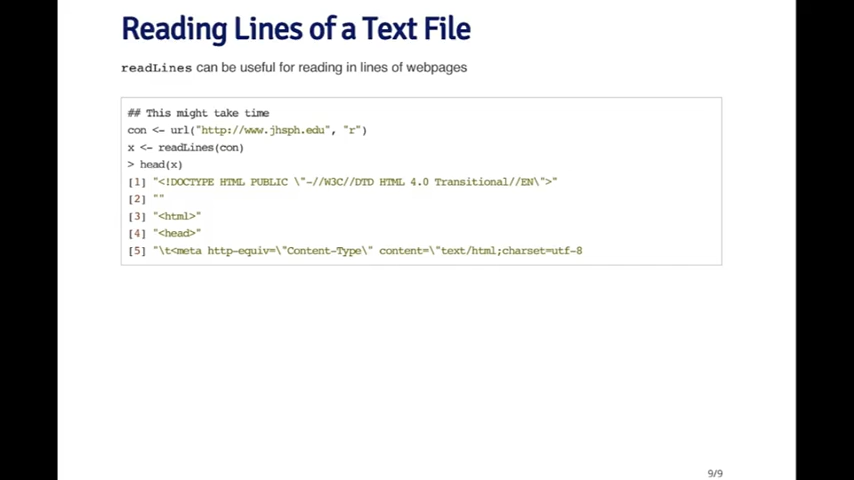 Reading Lines of a Text File
readLines can be useful for reading in lines of webpages
## This might take time
con <- url("http://www.jhsph.edu", "r")
x <- readLines(con)
> head(x)
[1] "<!DOCTYPE HTML PUBLIC \"-//W3C//DTD HTML 4.0 Transitional//EN\">"
[2] ""
[3] "<html>"
[4] "<head>"
[5] "\t<meta http-equiv=\"Content-Type\" content=\"text/html;charset=utf-8
9/9